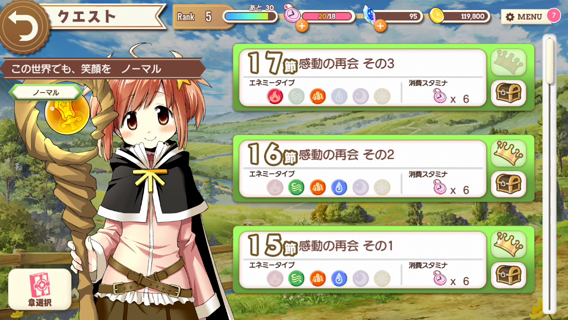 クエスト
Rank 5
あと 30
20/18
95
119,800
MENU
?
この世界でも、笑顔を ノーマル
ノーマル
17節 感動の再会 その3
エネミータイプ
消費スタミナ
x 6
16節 感動の再会 その2
エネミータイプ
消費スタミナ
x 6
15節 感動の再会 その1
エネミータイプ
消費スタミナ
x 6
章選択